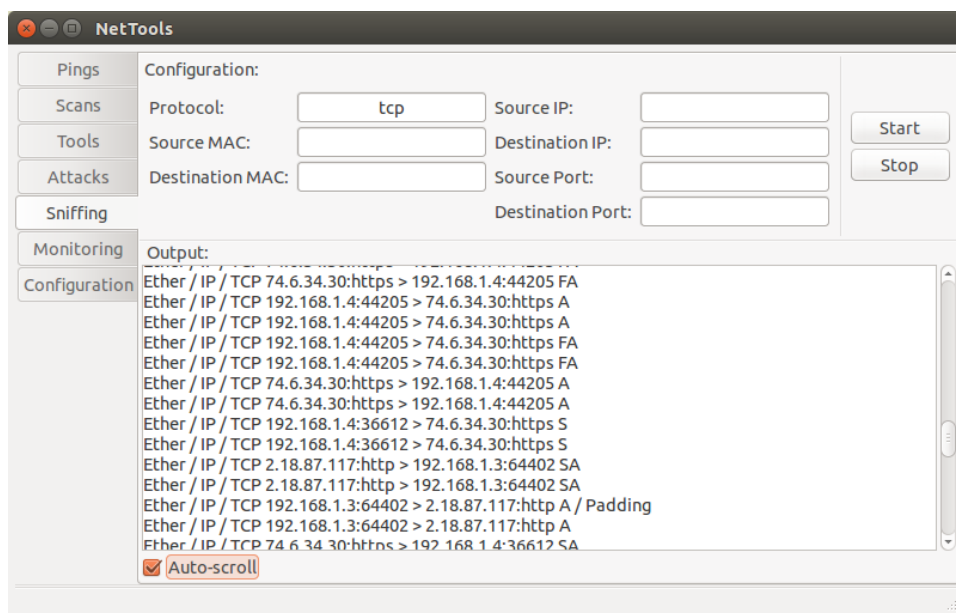 NetTools
Pings
Scans
Tools
Attacks
Sniffing
Monitoring
Configuration
Configuration:
Protocol: tcp Source IP:
Source MAC: Destination IP:
Destination MAC: Source Port:
Destination Port:
Start
Stop
Output:
Ether / IP / TCP 74.6.34.30:https > 192.168.1.4:44205 FA
Ether / IP / TCP 192.168.1.4:44205 > 74.6.34.30:https A
Ether / IP / TCP 192.168.1.4:44205 > 74.6.34.30:https A
Ether / IP / TCP 192.168.1.4:44205 > 74.6.34.30:https FA
Ether / IP / TCP 192.168.1.4:44205 > 74.6.34.30:https FA
Ether / IP / TCP 74.6.34.30:https > 192.168.1.4:44205 A
Ether / IP / TCP 74.6.34.30:https > 192.168.1.4:44205 A
Ether / IP / TCP 192.168.1.4:36612 > 74.6.34.30:https S
Ether / IP / TCP 192.168.1.4:36612 > 74.6.34.30:https S
Ether / IP / TCP 2.18.87.117:http > 192.168.1.3:64402 SA
Ether / IP / TCP 2.18.87.117:http > 192.168.1.3:64402 SA
Ether / IP / TCP 192.168.1.3:64402 > 2.18.87.117:http A / Padding
Ether / IP / TCP 192.168.1.3:64402 > 2.18.87.117:http A
Ether / IP / TCP 74.6.34.30:https > 192.168.1.4:36612 SA
Auto-scroll